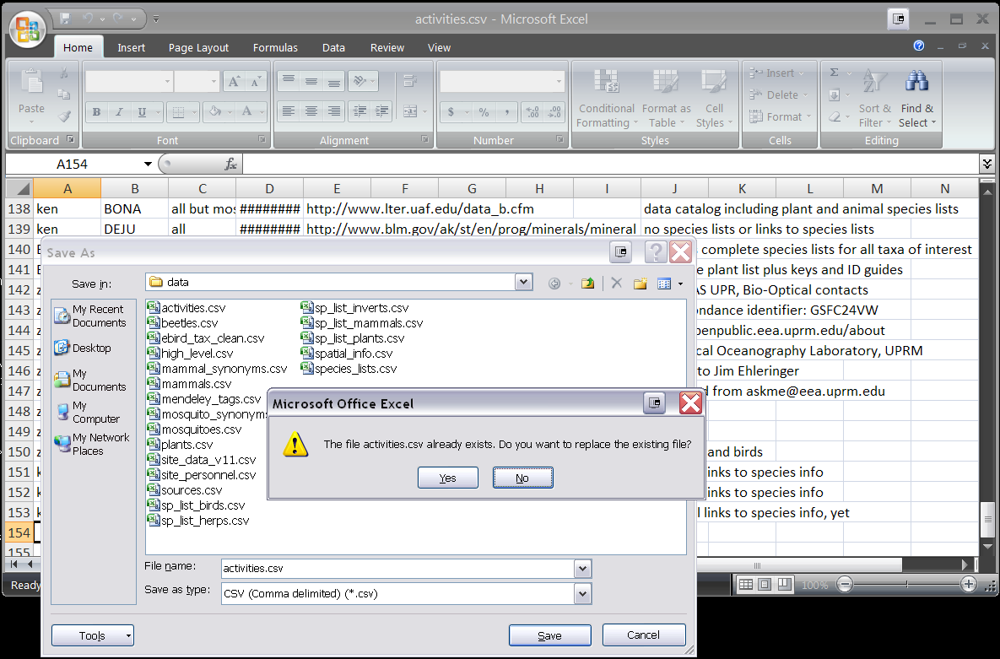 activities.csv - Microsoft Excel
Home Insert Page Layout Formulas Data Review View
Paste
B I U A A A
$ % ,
Conditional Formatting
Format as Table
Cell Styles
Insert
Delete
Format
Σ
Sort & Filter
Find & Select
Clipboard Font Alignment Number Styles Cells Editing
A154 fx
A B C D E F G H I J K L M N
138 ken BONA all but mos ######## http://www.lter.uaf.edu/data_b.cfm data catalog including plant and animal species lists
139 ken DEJU all ######## http://www.blm.gov/ak/st/en/prog/minerals/mineral no species lists or links to species lists
140 complete species lists for all taxa of interest
141 e plant list plus keys and ID guides
142 z AS UPR, Bio-Optical contacts
143 z ondance identifier: GSFC24VW
144 z penpublic.eea.uprm.edu/about
145 z cal Oceanography Laboratory, UPRM
146 z to Jim Ehleringer
147 z d from askme@eea.uprm.edu
148 z
149 z
150 z and birds
151 k links to species info
152 k links to species info
153 k l links to species info, yet
154
155
Save As
Save in: data
My Recent Documents
Desktop
My Documents
My Computer
My Network Places
activities.csv
beetles.csv
ebird_tax_clean.csv
high_level.csv
mammal_synonyms.csv
mammals.csv
mendeley_tags.csv
mosquito_synonyms
mosquitoes.csv
plants.csv
site_data_v11.csv
site_personnel.csv
sources.csv
sp_list_birds.csv
sp_list_herps.csv
sp_list_inverts.csv
sp_list_mammals.csv
sp_list_plants.csv
spatial_info.csv
species_lists.csv
Microsoft Office Excel
The file activities.csv already exists. Do you want to replace the existing file?
Yes No
File name: activities.csv
Save as type: CSV (Comma delimited) (*.csv)
Tools Save Cancel
Ready 100%